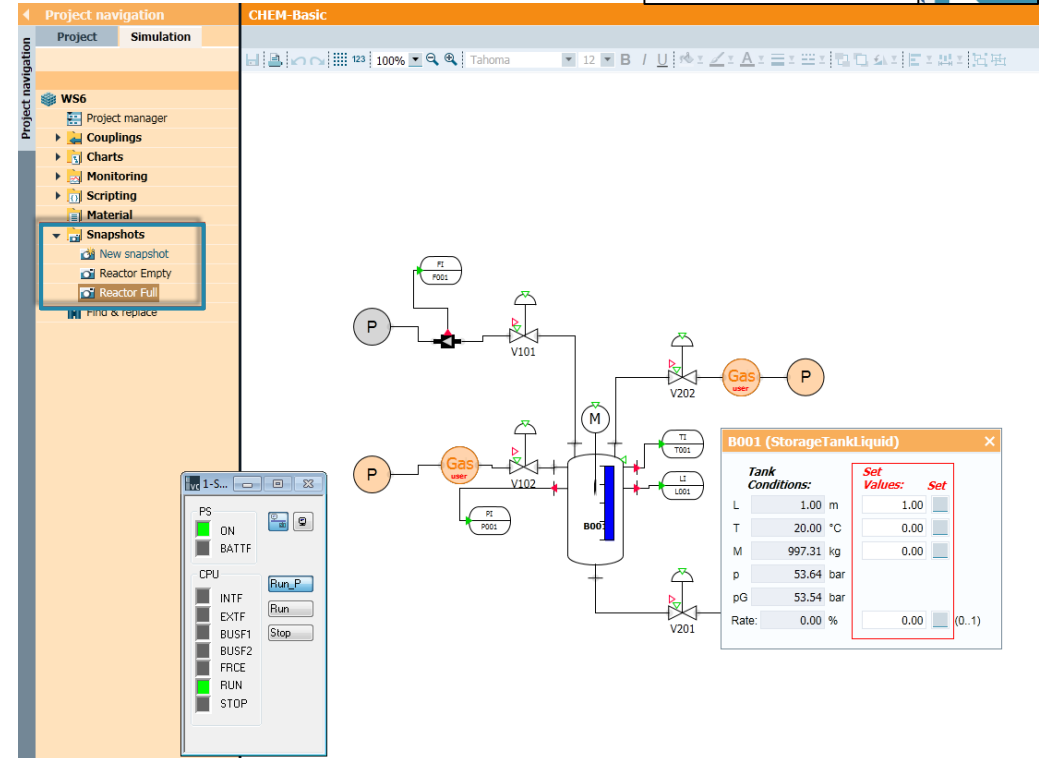 Project navigation
CHEM-Basic
Project Simulation
Project navigation
123 100% Tahoma 12 B I U A
WS6
Project manager
Couplings
Charts
Monitoring
Scripting
Material
Snapshots
New snapshot
Reactor Empty
Reactor Full
Find & replace
FI
F001
P
V101
V202
Gas
user
P
M
TI
T001
P
Gas
user
V102
LI
L001
PI
P001
V201
B001 (StorageTankLiquid)
Tank Conditions:
Set Values: Set
L 1.00 m 1.00
T 20.00 °C 0.00
M 997.31 kg 0.00
p 53.64 bar
pG 53.54 bar
Rate: 0.00 % 0.00 (0..1)
1-S...
PS
ON
BATTF
CPU
INTF
EXTF
BUSF1
BUSF2
FRCE
RUN
STOP
Run_P
Run
Stop